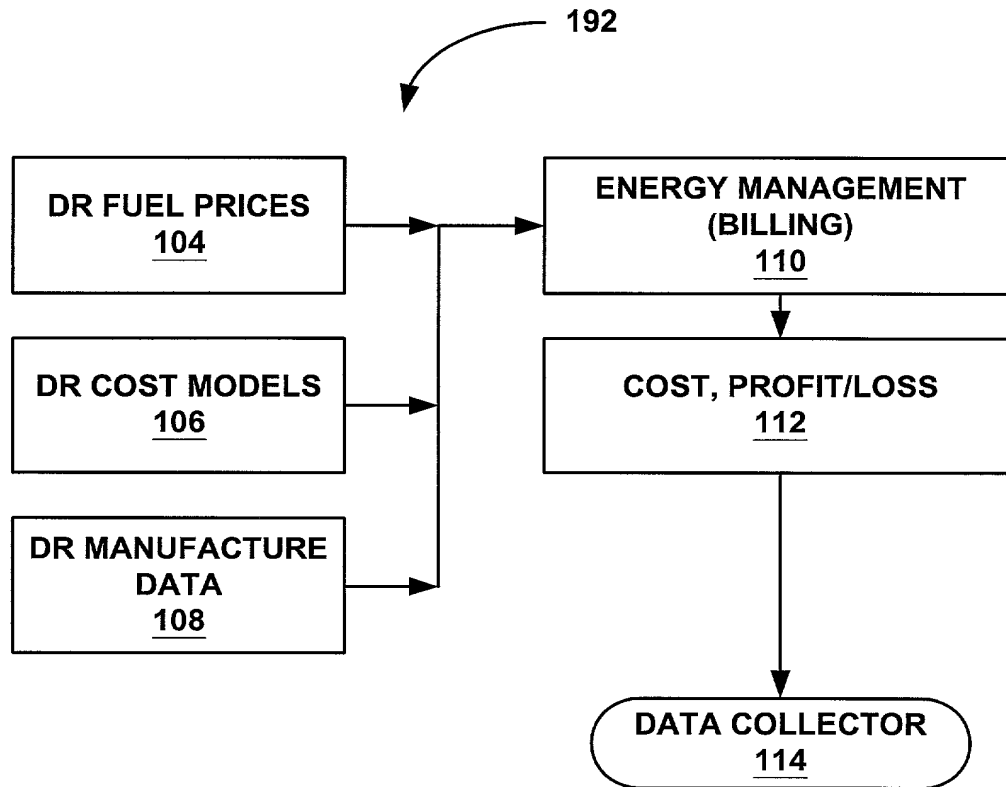 192
DR FUEL PRICES
104
DR COST MODELS
106
DR MANUFACTURE
DATA
108
ENERGY MANAGEMENT
(BILLING)
110
COST, PROFIT/LOSS
112
DATA COLLECTOR
114